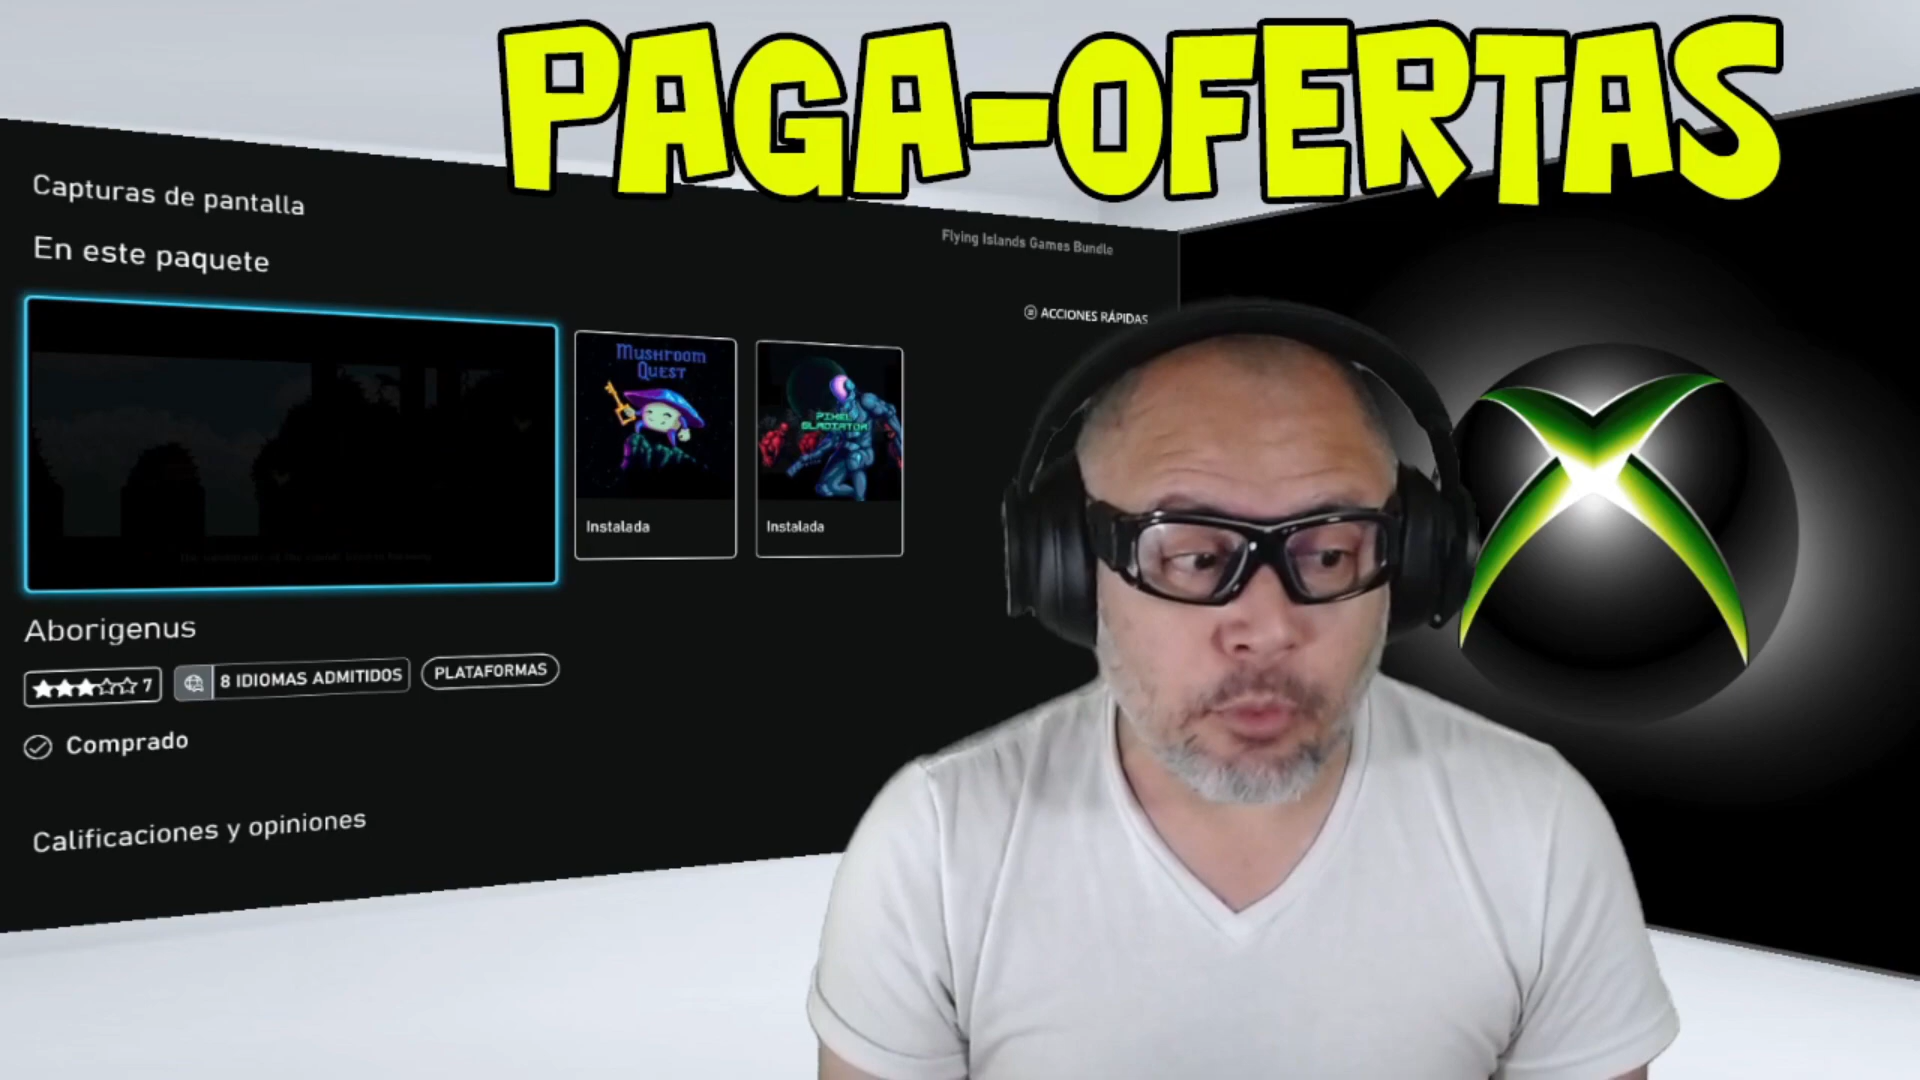 PAGA-OFERTAS
Capturas de pantalla
Flying Islands Games Bundle
En este paquete
ACCIONES RÁPIDAS
MUSHROOM
QUEST
PIXEL
GLADIATOR
Instalada
Instalada
Aborigenus
7
8 IDIOMAS ADMITIDOS
PLATAFORMAS
Comprado
Calificaciones y opiniones